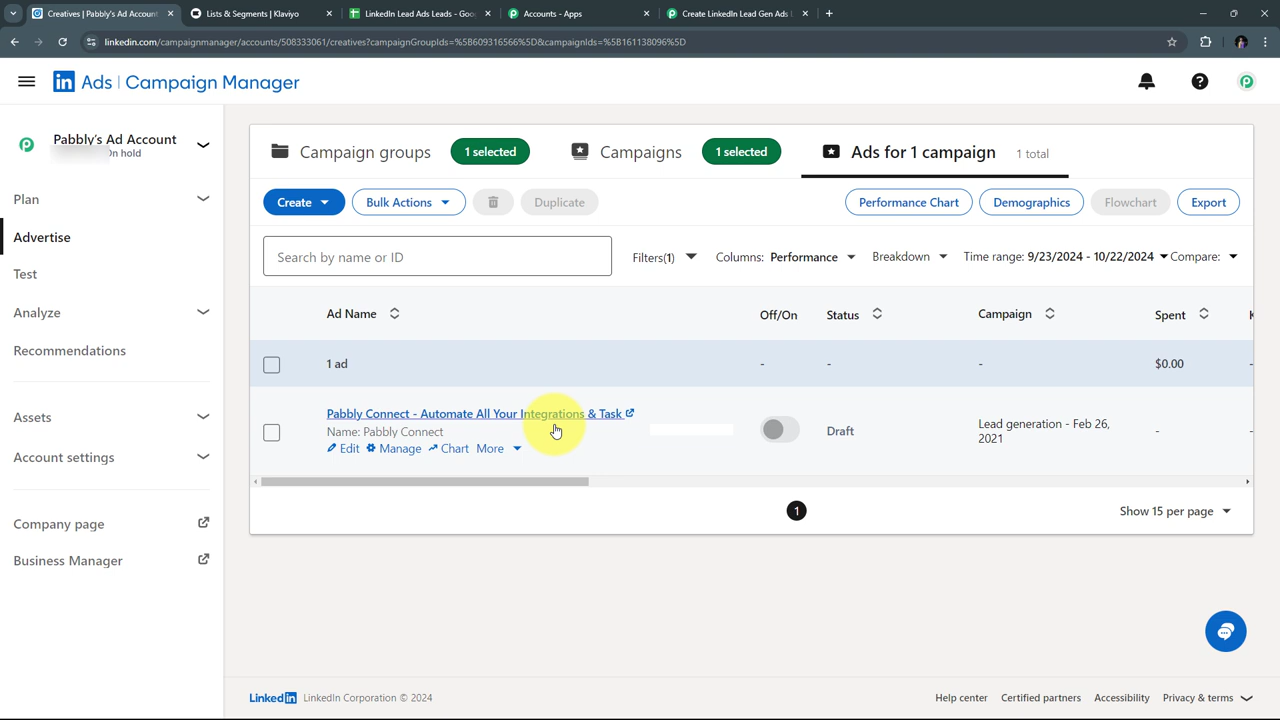 Creatives | Pabbly's Ad Account
Lists & Segments | Klaviyo
LinkedIn Lead Ads Leads - Goo
Accounts - Apps
Create LinkedIn Lead Gen Ads L
linkedin.com/campaignmanager/accounts/508333061/creatives?campaignGroupIds=%5B609316566%5D&campaignIds=%5B161138096%5D
in Ads | Campaign Manager
Pabbly's Ad Account
On hold
Plan
Advertise
Test
Analyze
Recommendations
Assets
Account settings
Company page
Business Manager
Campaign groups 1 selected Campaigns 1 selected Ads for 1 campaign 1 total
Create Bulk Actions Duplicate Performance Chart Demographics Flowchart Export
Search by name or ID Filters(1) Columns: Performance Breakdown Time range: 9/23/2024 - 10/22/2024 Compare:
Ad Name Off/On Status Campaign Spent K
1 ad - - - $0.00 -
Pabbly Connect - Automate All Your Integrations & Task
Name: Pabbly Connect
Edit Manage Chart More
Draft
Lead generation - Feb 26,
2021
- -
1
Show 15 per page
LinkedIn LinkedIn Corporation © 2024
Help center Certified partners Accessibility Privacy & terms